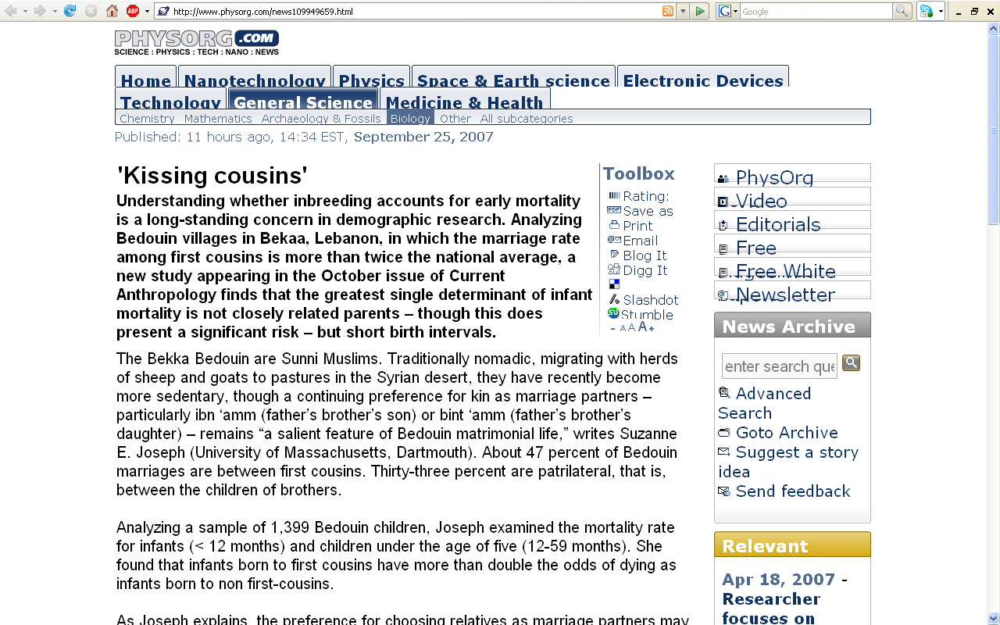 http://www.physorg.com/news109949659.html
Google
PHYSORG.COM
SCIENCE : PHYSICS : TECH : NANO : NEWS
Home Nanotechnology Physics Space & Earth science Electronic Devices
Technology General Science Medicine & Health
Chemistry Mathematics Archaeology & Fossils Biology Other All subcategories
Published: 11 hours ago, 14:34 EST, September 25, 2007
'Kissing cousins'
Understanding whether inbreeding accounts for early mortality
is a long-standing concern in demographic research. Analyzing
Bedouin villages in Bekaa, Lebanon, in which the marriage rate
among first cousins is more than twice the national average, a
new study appearing in the October issue of Current
Anthropology finds that the greatest single determinant of infant
mortality is not closely related parents – though this does
present a significant risk – but short birth intervals.
The Bekka Bedouin are Sunni Muslims. Traditionally nomadic, migrating with herds
of sheep and goats to pastures in the Syrian desert, they have recently become
more sedentary, though a continuing preference for kin as marriage partners –
particularly ibn ‘amm (father’s brother’s son) or bint ‘amm (father’s brother’s
daughter) – remains “a salient feature of Bedouin matrimonial life,” writes Suzanne
E. Joseph (University of Massachusetts, Dartmouth). About 47 percent of Bedouin
marriages are between first cousins. Thirty-three percent are patrilateral, that is,
between the children of brothers.
Analyzing a sample of 1,399 Bedouin children, Joseph examined the mortality rate
for infants (< 12 months) and children under the age of five (12-59 months). She
found that infants born to first cousins have more than double the odds of dying as
infants born to non first-cousins.
As Joseph explains, the preference for choosing relatives as marriage partners may
Toolbox
Rating:
PDF Save as
Print
Email
Blog It
Digg It
Slashdot
Stumble
- A A A +
PhysOrg
Video
Editorials
Free
Free White
Newsletter
News Archive
enter search que
Advanced
Search
Goto Archive
Suggest a story
idea
Send feedback
Relevant
Apr 18, 2007 -
Researcher
focuses on